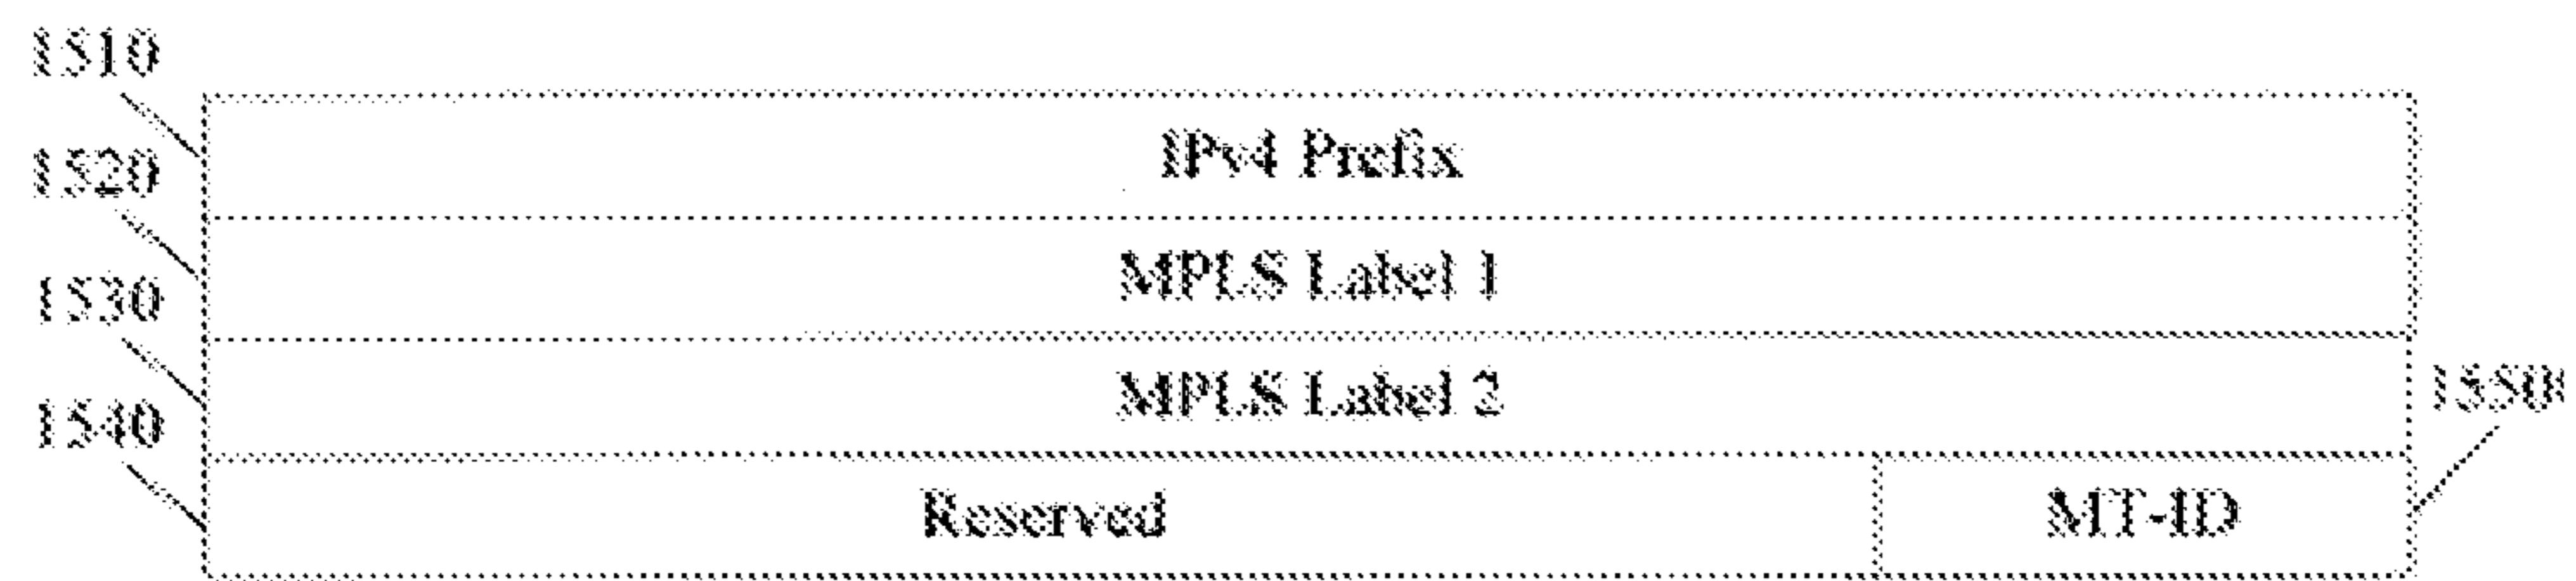 1510
IPv4 Prefix
1520
MPLS Label 1
1530
MPLS Label 2
1550
1540
Reserved MT-ID